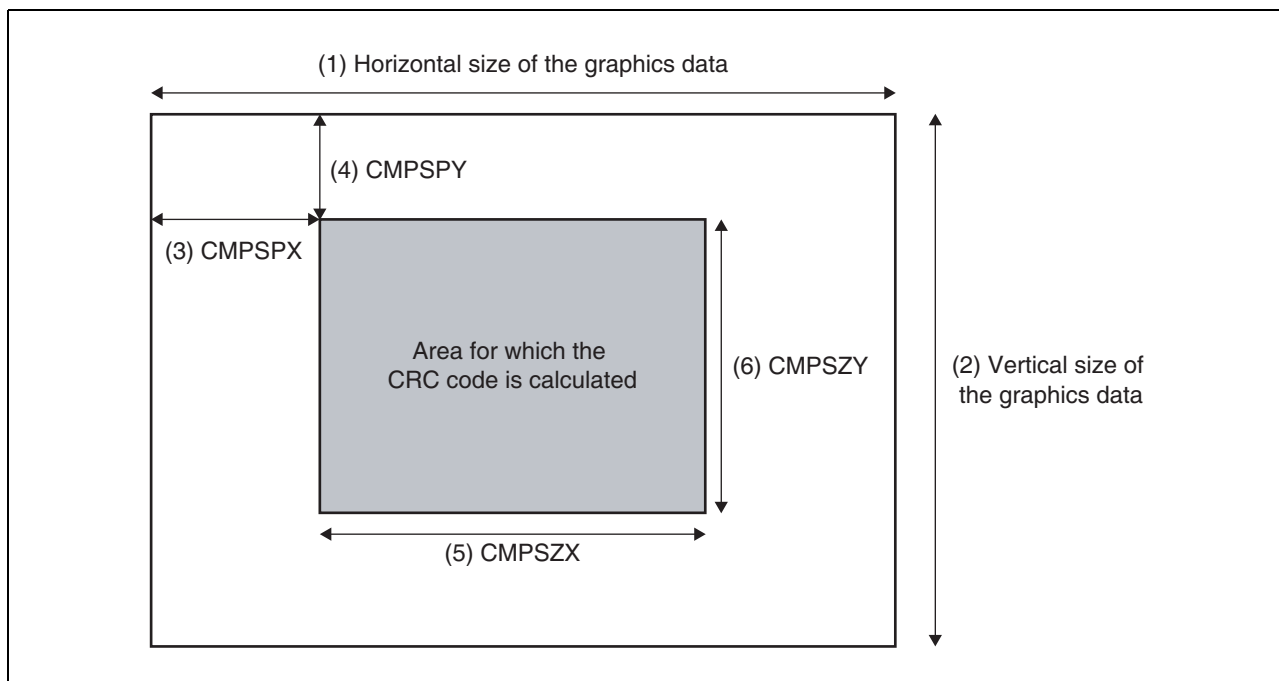 (1) Horizontal size of the graphics data
(4) CMPSPY
(3) CMPSPX
Area for which the
CRC code is calculated
(6) CMPSZY
(2) Vertical size of
the graphics data
(5) CMPSZX